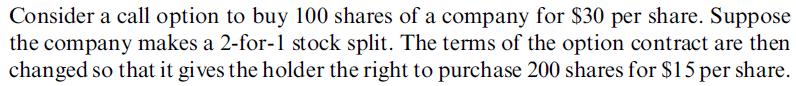 Consider a call option to buy 100 shares of a company for $30 per share. Suppose
the company makes a 2-for-1 stock split. The terms of the option contract are then
changed so that it gives the holder the right to purchase 200 shares for $15 per share.